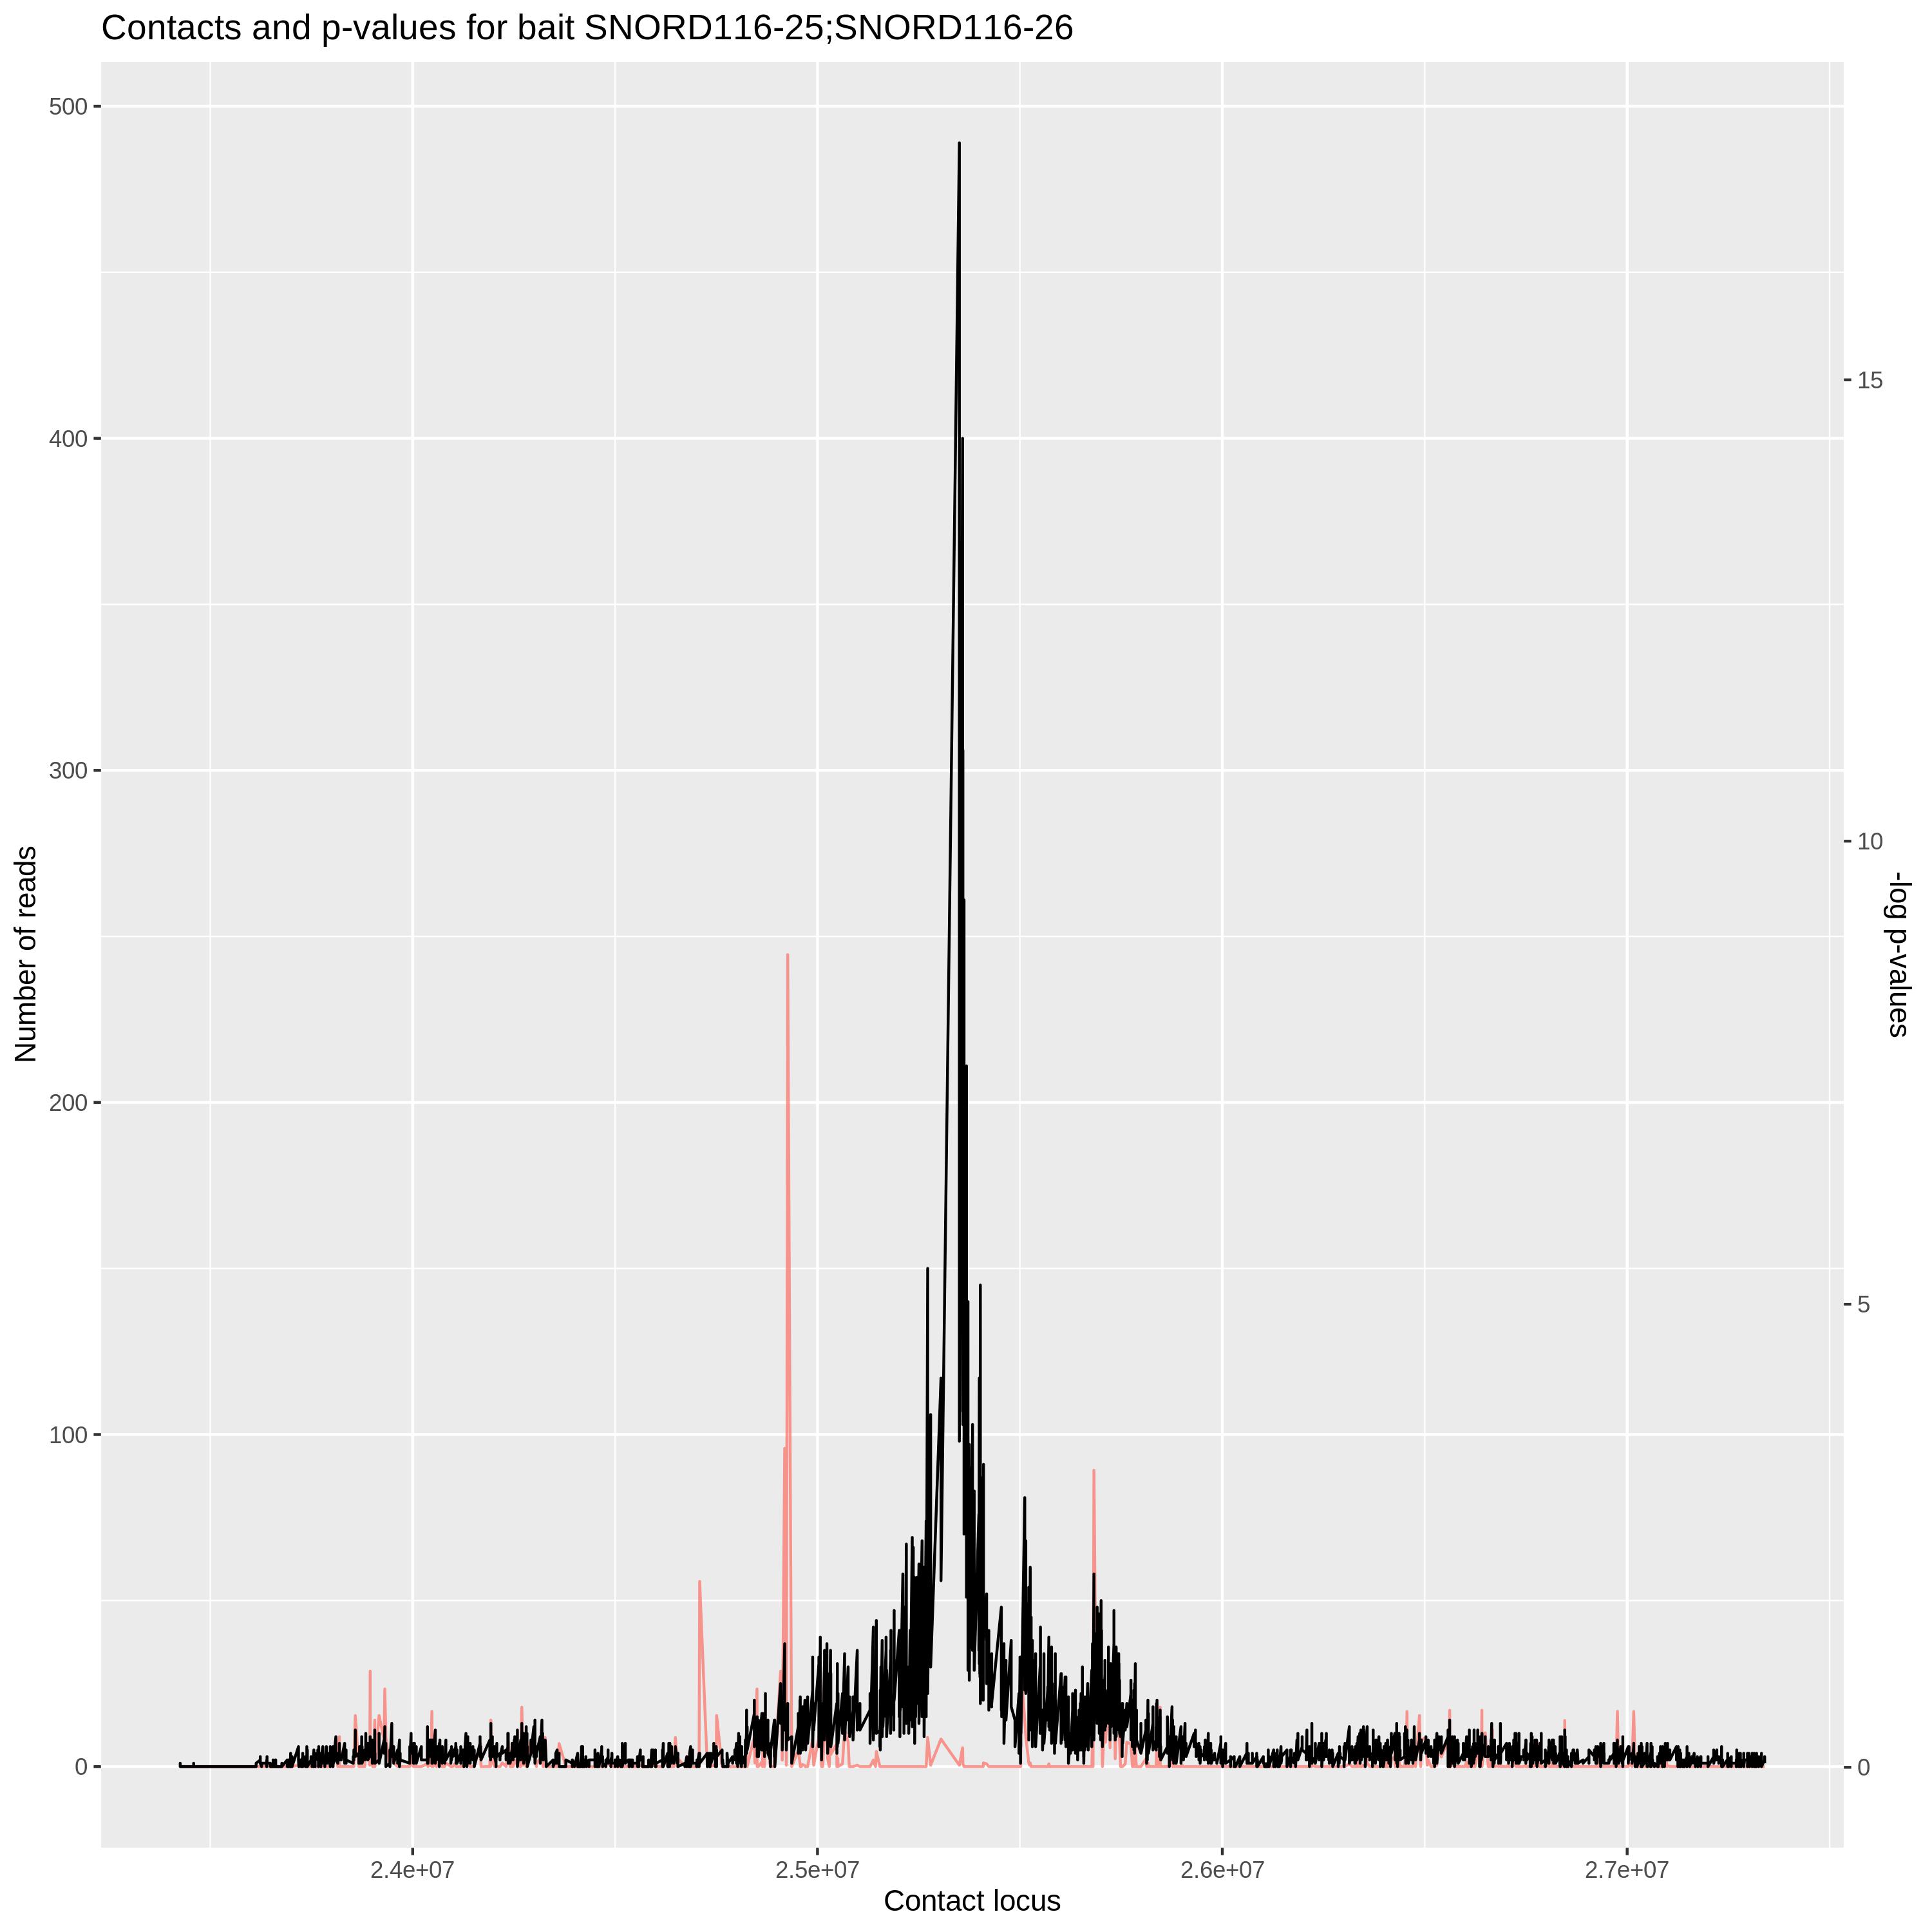 Contacts and p-values for bait SNORD116-25;SNORD116-26
500
400
300
200
100
0
Number of reads
15
10
5
0
-log p-values
2.4e+07 2.5e+07 2.6e+07 2.7e+07
Contact locus